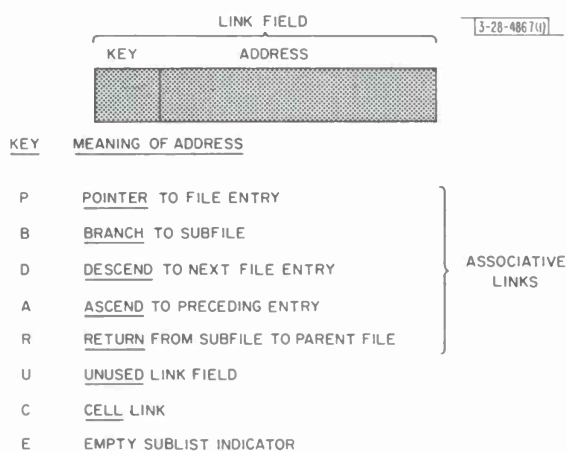 LINK FIELD
3-28-4867(1)
KEY ADDRESS
KEY MEANING OF ADDRESS
P POINTER TO FILE ENTRY
B BRANCH TO SUBFILE
D DESCEND TO NEXT FILE ENTRY
A ASCEND TO PRECEDING ENTRY
R RETURN FROM SUBFILE TO PARENT FILE
ASSOCIATIVE
LINKS
U UNUSED LINK FIELD
C CELL LINK
E EMPTY SUBLIST INDICATOR